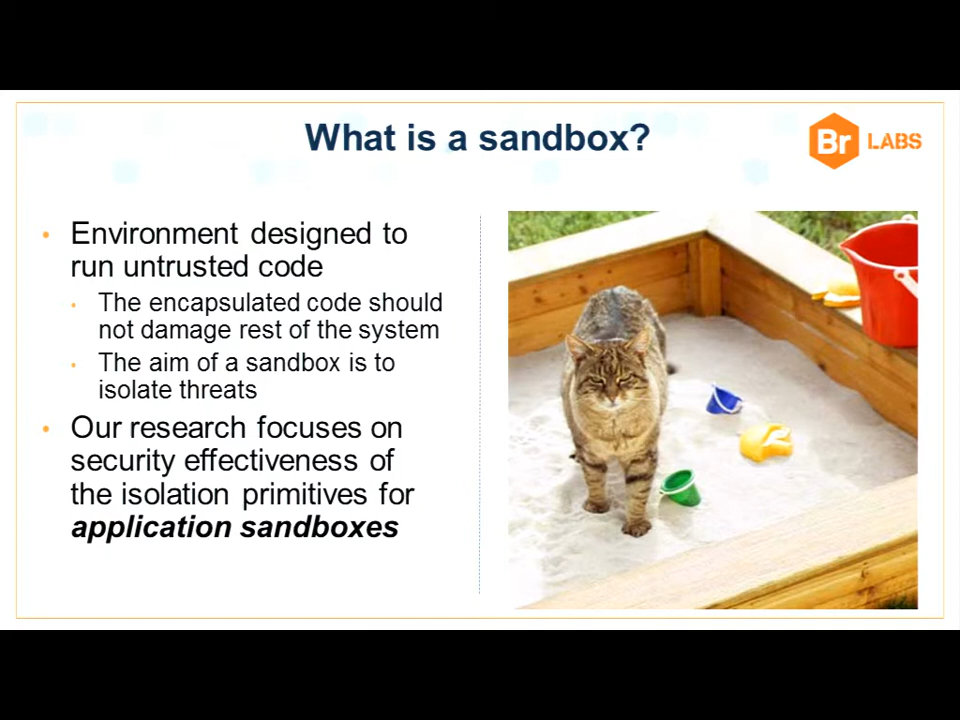 What is a sandbox?
Br LABS
• Environment designed to
run untrusted code
• The encapsulated code should
not damage rest of the system
• The aim of a sandbox is to
isolate threats
• Our research focuses on
security effectiveness of
the isolation primitives for
application sandboxes